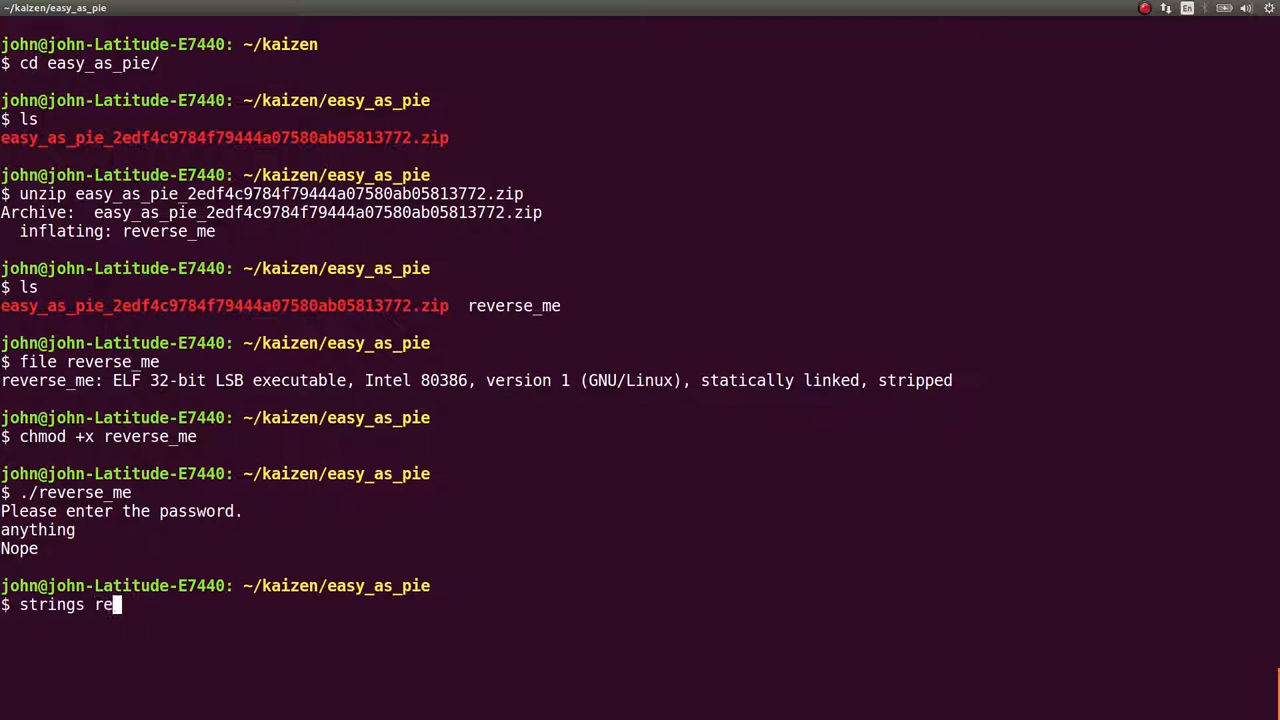 ~/kaizen/easy_as_pie
En
john@john-Latitude-E7440: ~/kaizen
$ cd easy_as_pie/
john@john-Latitude-E7440: ~/kaizen/easy_as_pie
$ ls
easy_as_pie_2edf4c9784f79444a07580ab05813772.zip
john@john-Latitude-E7440: ~/kaizen/easy_as_pie
$ unzip easy_as_pie_2edf4c9784f79444a07580ab05813772.zip
Archive:  easy_as_pie_2edf4c9784f79444a07580ab05813772.zip
  inflating: reverse_me
john@john-Latitude-E7440: ~/kaizen/easy_as_pie
$ ls
easy_as_pie_2edf4c9784f79444a07580ab05813772.zip  reverse_me
john@john-Latitude-E7440: ~/kaizen/easy_as_pie
$ file reverse_me
reverse_me: ELF 32-bit LSB executable, Intel 80386, version 1 (GNU/Linux), statically linked, stripped
john@john-Latitude-E7440: ~/kaizen/easy_as_pie
$ chmod +x reverse_me
john@john-Latitude-E7440: ~/kaizen/easy_as_pie
$ ./reverse_me
Please enter the password.
anything
Nope
john@john-Latitude-E7440: ~/kaizen/easy_as_pie
$ strings re